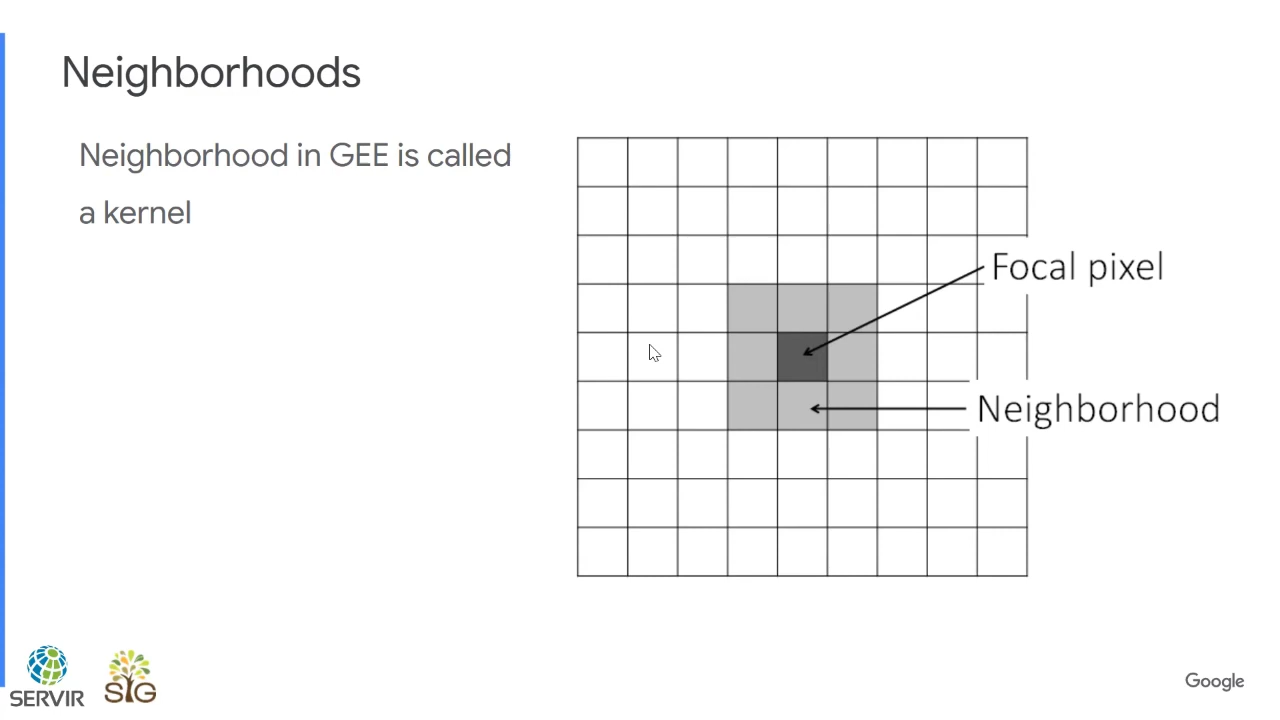 Neighborhoods
Neighborhood in GEE is called
a kernel
Focal pixel
Neighborhood
SERVIR
SIG
Google